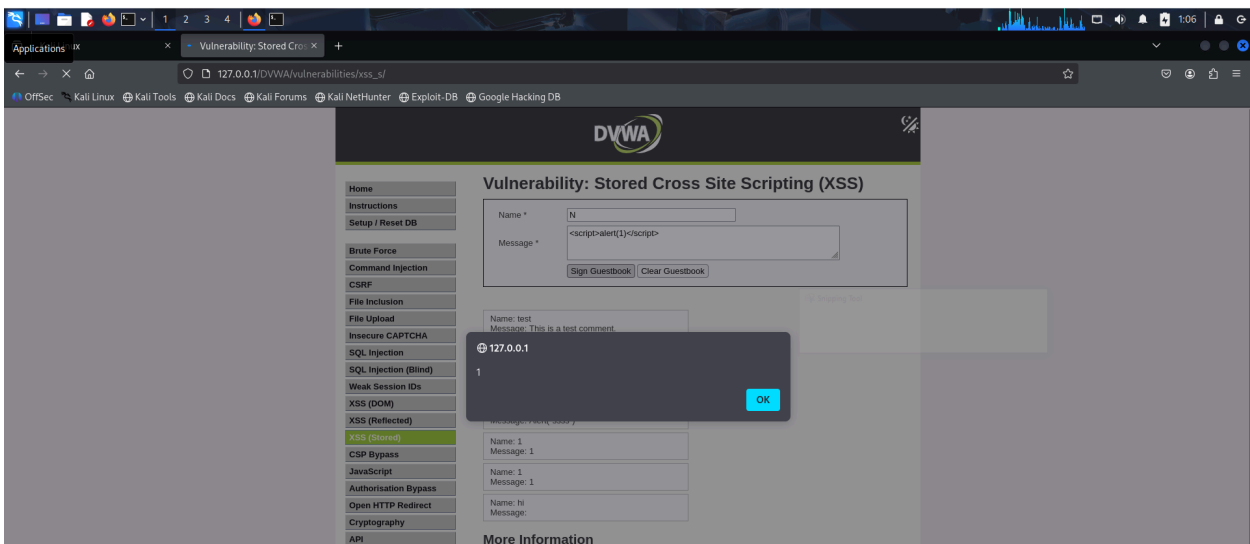 1 2 3 4 1:06
Applications ux Vulnerability: Stored Cros
127.0.0.1/DVWA/vulnerabilities/xss_s/
OffSec Kali Linux Kali Tools Kali Docs Kali Forums Kali NetHunter Exploit-DB Google Hacking DB
DVWA
Vulnerability: Stored Cross Site Scripting (XSS)
Home
Instructions
Setup / Reset DB
Brute Force
Command Injection
CSRF
File Inclusion
File Upload
Insecure CAPTCHA
SQL Injection
SQL Injection (Blind)
Weak Session IDs
XSS (DOM)
XSS (Reflected)
XSS (Stored)
CSP Bypass
JavaScript
Authorisation Bypass
Open HTTP Redirect
Cryptography
API
Name * N
Message * <script>alert(1)</script>
Sign Guestbook Clear Guestbook
Name: test
Message: This is a test comment.
127.0.0.1
1
OK
Name: 1
Message: 1
Name: 1
Message: 1
Name: hi
Message:
More Information